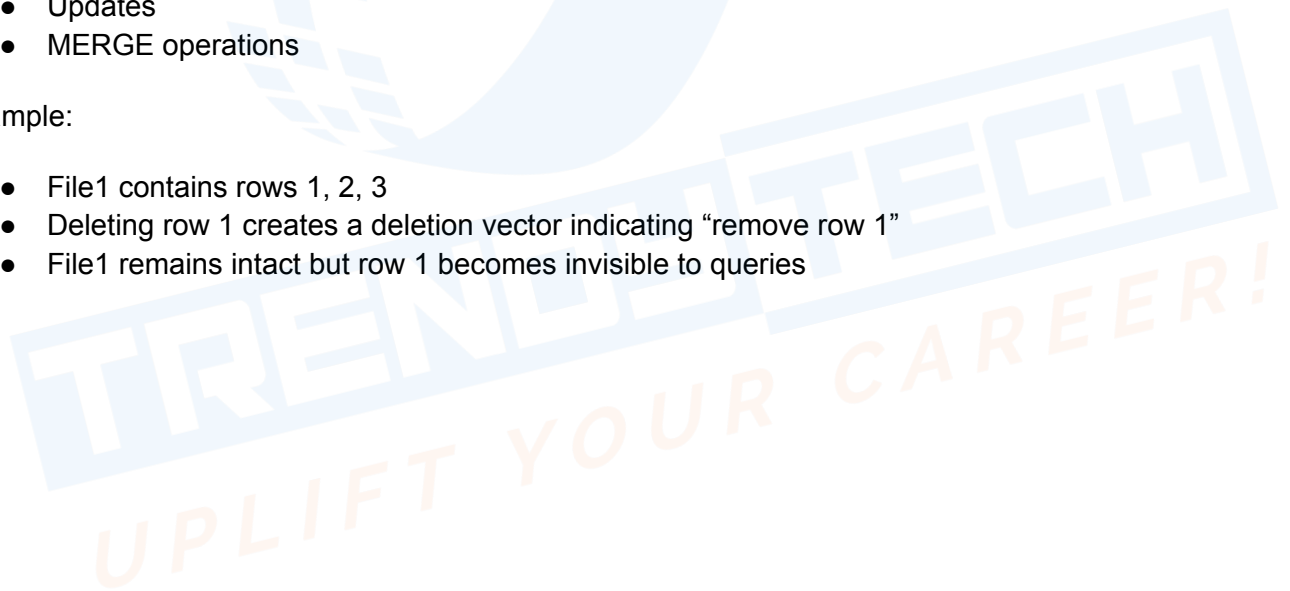 ● Updates
● MERGE operations
mple:
● File1 contains rows 1, 2, 3
● Deleting row 1 creates a deletion vector indicating “remove row 1”
● File1 remains intact but row 1 becomes invisible to queries
TRENDYTECH
UPLIFT YOUR CAREER!